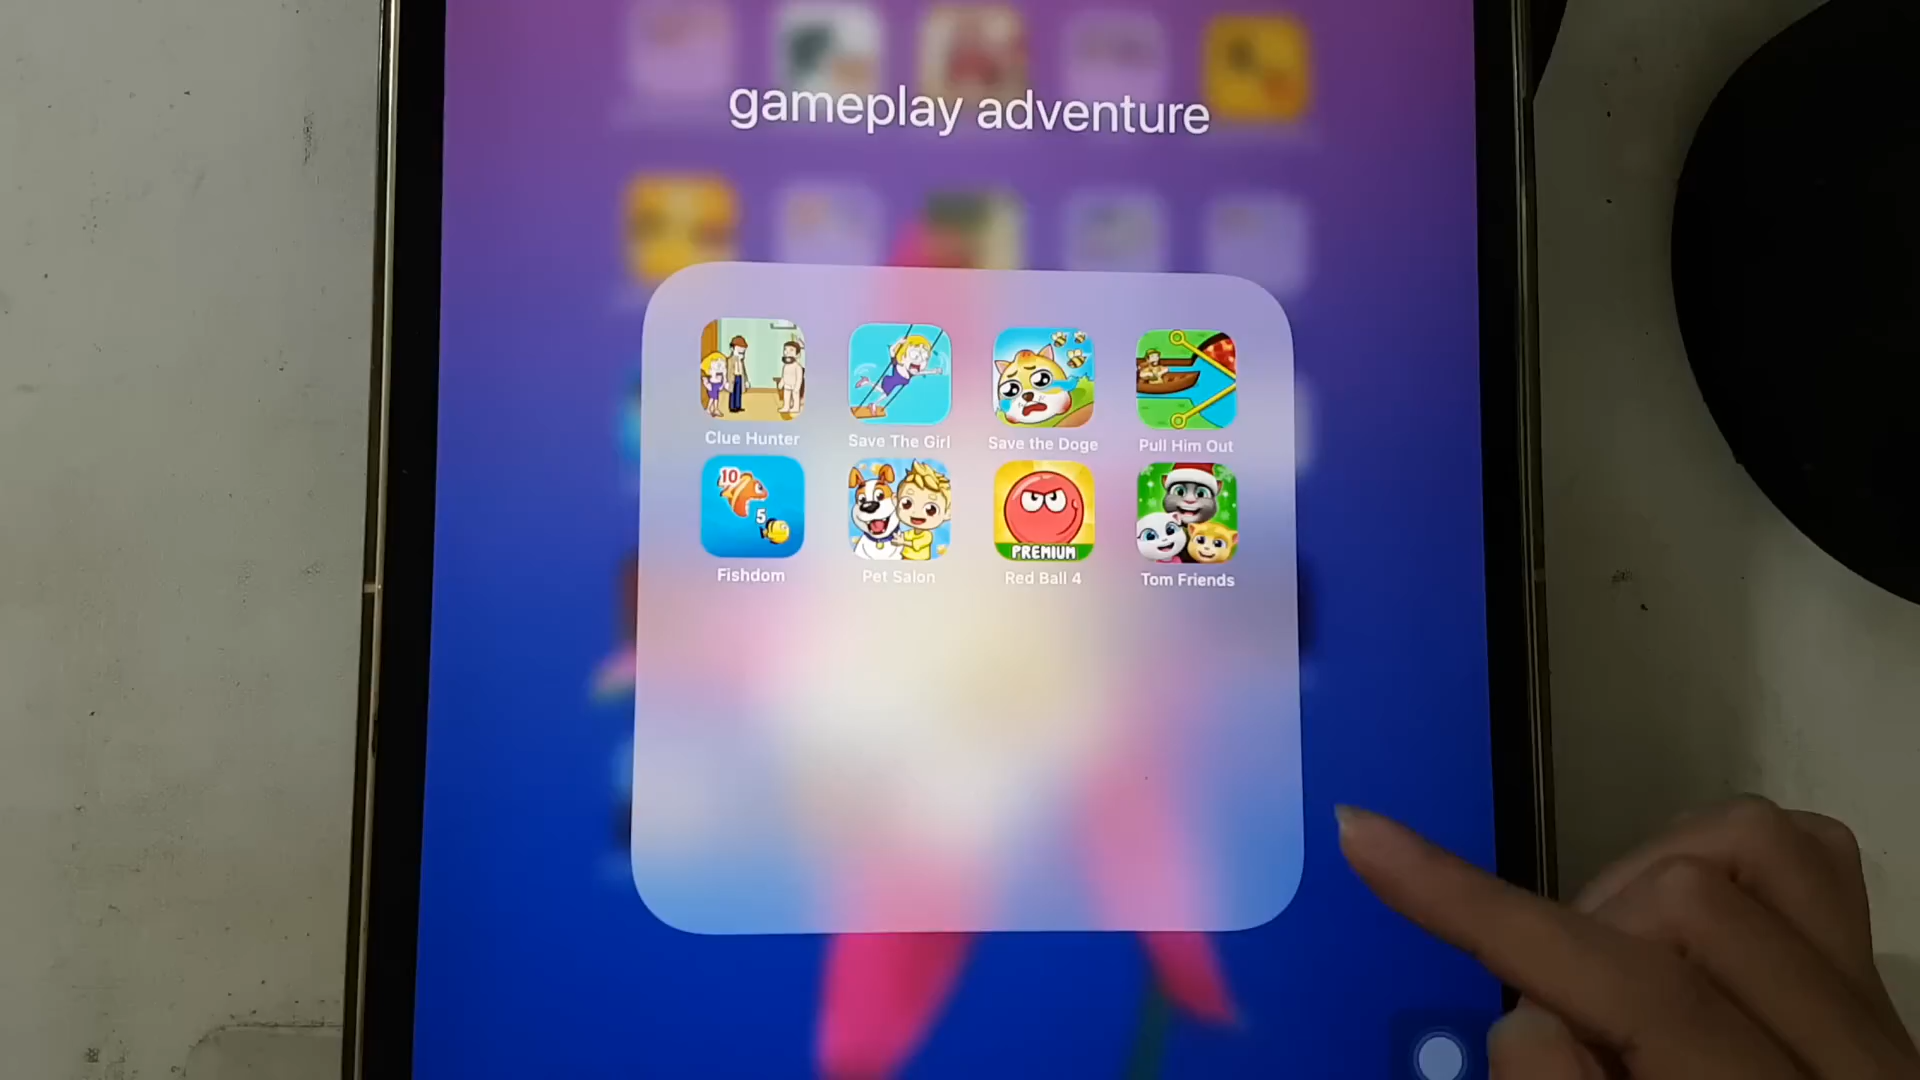 gameplay adventure
Clue Hunter Save The Girl Save the Doge Pull Him Out
10
5
PREMIUM
Fishdom Pet Salon Red Ball 4 Tom Friends